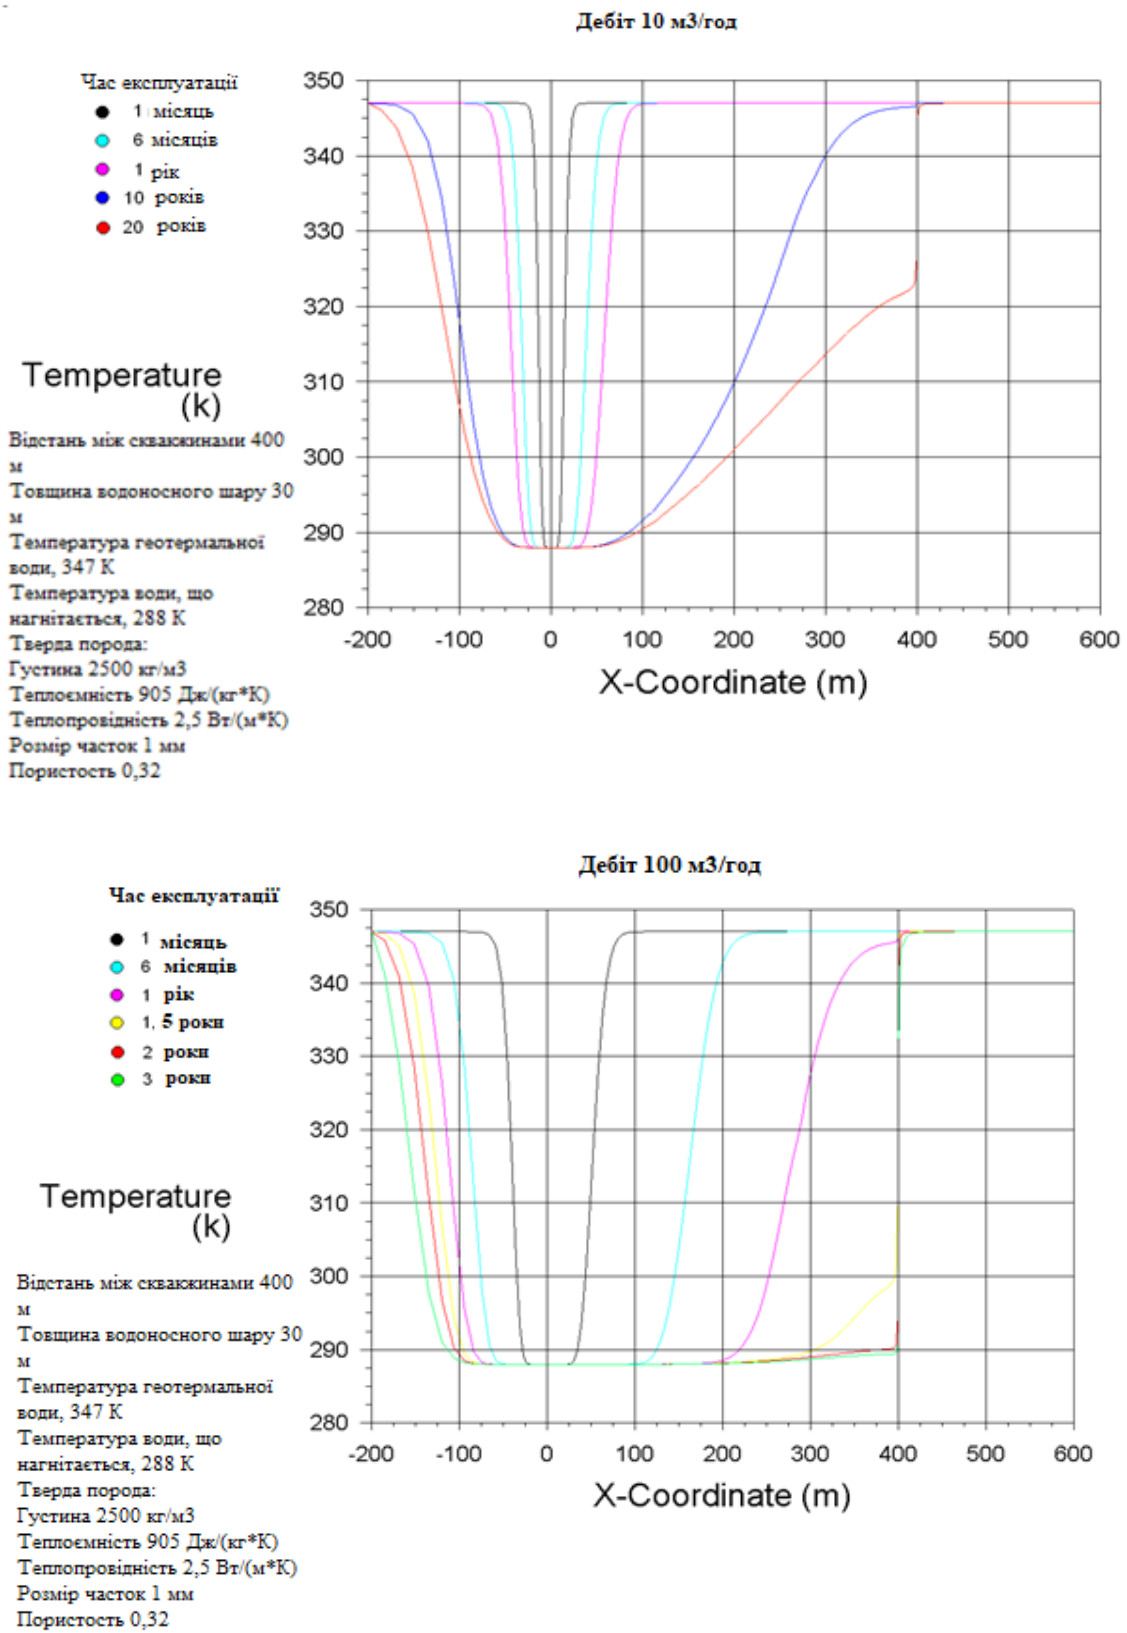 Дебіт 10 м3/год
Час експлуатації
1 місяць
6 місяців
1 рік
10 років
20 років
Temperature
(k)
Відстань між скважинами 400
м
Товщина водоносного шару 30
м
Температура геотермальної
води, 347 К
Температура води, що
нагнітається, 288 К
Тверда порода:
Густина 2500 кг/м3
Теплоємність 905 Дж/(кг*К)
Теплопровідність 2,5 Вт/(м*К)
Розмір часток 1 мм
Пористость 0,32
350
340
330
320
310
300
290
280
-200 -100 0 100 200 300 400 500 600
X-Coordinate (m)
Дебіт 100 м3/год
Час експлуатації
1 місяць
6 місяців
1 рік
1, 5 роки
2 роки
3 роки
Temperature
(k)
Відстань між скважинами 400
м
Товщина водоносного шару 30
м
Температура геотермальної
води, 347 К
Температура води, що
нагнітається, 288 К
Тверда порода:
Густина 2500 кг/м3
Теплоємність 905 Дж/(кг*К)
Теплопровідність 2,5 Вт/(м*К)
Розмір часток 1 мм
Пористость 0,32
350
340
330
320
310
300
290
280
-200 -100 0 100 200 300 400 500 600
X-Coordinate (m)